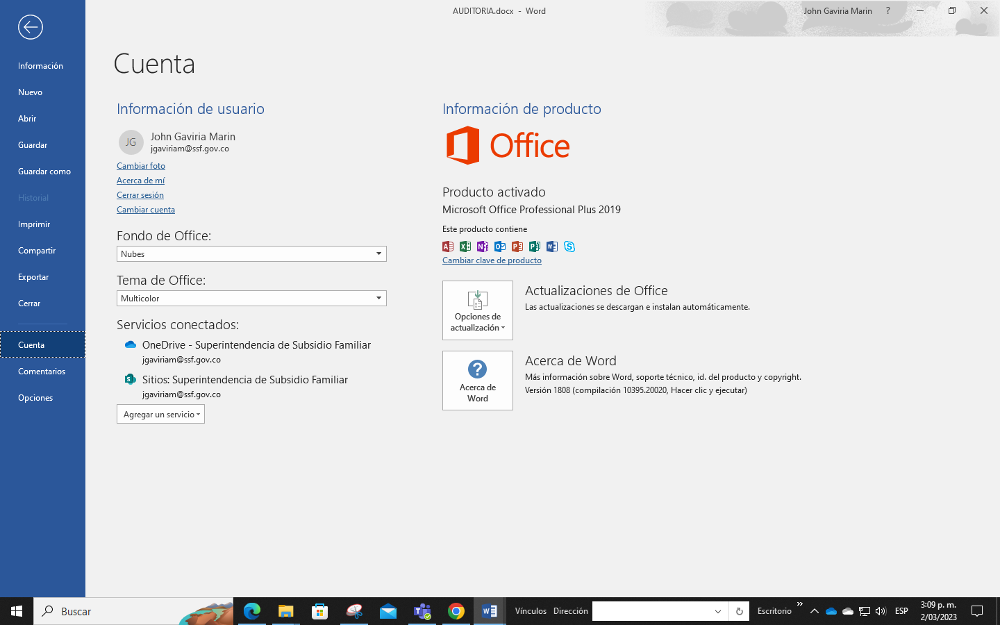 AUDITORIA.docx - Word
John Gaviria Marin
?
Información
Nuevo
Abrir
Guardar
Guardar como
Historial
Imprimir
Compartir
Exportar
Cerrar
Cuenta
Comentarios
Opciones
Cuenta
Información de usuario
JG
John Gaviria Marin
jgaviriam@ssf.gov.co
Cambiar foto
Acerca de mí
Cerrar sesión
Cambiar cuenta
Fondo de Office:
Nubes
Tema de Office:
Multicolor
Servicios conectados:
OneDrive - Superintendencia de Subsidio Familiar
jgaviriam@ssf.gov.co
Sitios: Superintendencia de Subsidio Familiar
jgaviriam@ssf.gov.co
Agregar un servicio
Información de producto
Office
Producto activado
Microsoft Office Professional Plus 2019
Este producto contiene
Cambiar clave de producto
Opciones de
actualización
Actualizaciones de Office
Las actualizaciones se descargan e instalan automáticamente.
Acerca de
Word
Acerca de Word
Más información sobre Word, soporte técnico, id. del producto y copyright.
Versión 1808 (compilación 10395.20020, Hacer clic y ejecutar)
Buscar
Vínculos
Dirección
Escritorio
ESP
3:09 p. m.
2/03/2023